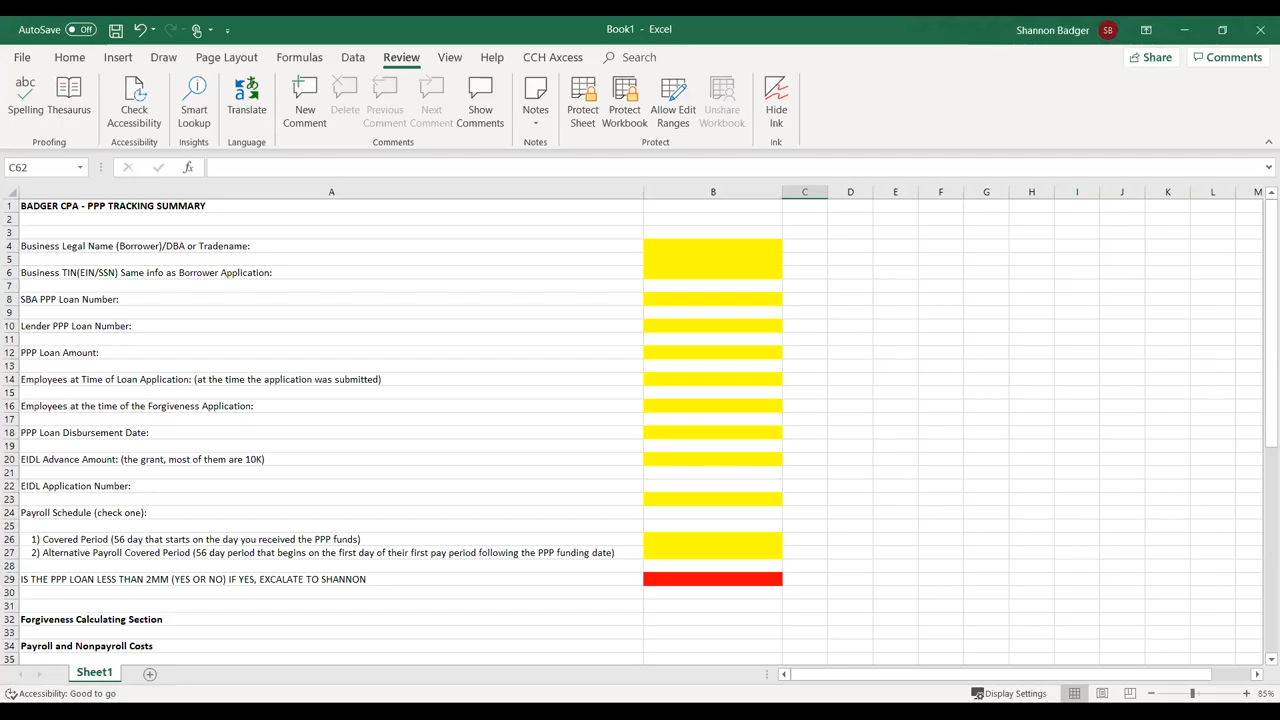 AutoSave Off Book1 - Excel Shannon Badger SB
File Home Insert Draw Page Layout Formulas Data Review View Help CCH Axcess Search Share Comments
abc
Spelling Thesaurus Check Accessibility Smart Lookup Translate New Comment Delete Previous Comment Next Comment Show Comments Notes Protect Sheet Protect Workbook Allow Edit Ranges Unshare Workbook Hide Ink
Proofing Accessibility Insights Language Comments Notes Protect Ink
C62 fx
A B C D E F G H I J K L M
1 BADGER CPA - PPP TRACKING SUMMARY
2
3
4 Business Legal Name (Borrower)/DBA or Tradename:
5
6 Business TIN(EIN/SSN) Same info as Borrower Application:
7
8 SBA PPP Loan Number:
9
10 Lender PPP Loan Number:
11
12 PPP Loan Amount:
13
14 Employees at Time of Loan Application: (at the time the application was submitted)
15
16 Employees at the time of the Forgiveness Application:
17
18 PPP Loan Disbursement Date:
19
20 EIDL Advance Amount: (the grant, most of them are 10K)
21
22 EIDL Application Number:
23
24 Payroll Schedule (check one):
25
26 1) Covered Period (56 day that starts on the day you received the PPP funds)
27 2) Alternative Payroll Covered Period (56 day period that begins on the first day of their first pay period following the PPP funding date)
28
29 IS THE PPP LOAN LESS THAN 2MM (YES OR NO) IF YES, EXCALATE TO SHANNON
30
31
32 Forgiveness Calculating Section
33
34 Payroll and Nonpayroll Costs
35
Sheet1
Accessibility: Good to go Display Settings 85%